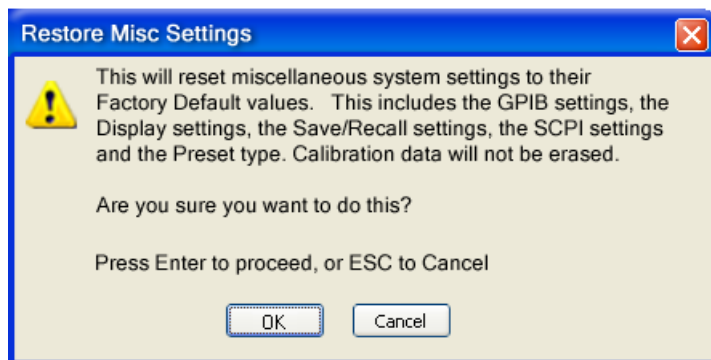 Restore Misc Settings
This will reset miscellaneous system settings to their
Factory Default values.   This includes the GPIB settings, the
Display settings, the Save/Recall settings, the SCPI settings
and the Preset type. Calibration data will not be erased.
Are you sure you want to do this?
Press Enter to proceed, or ESC to Cancel
OK
Cancel